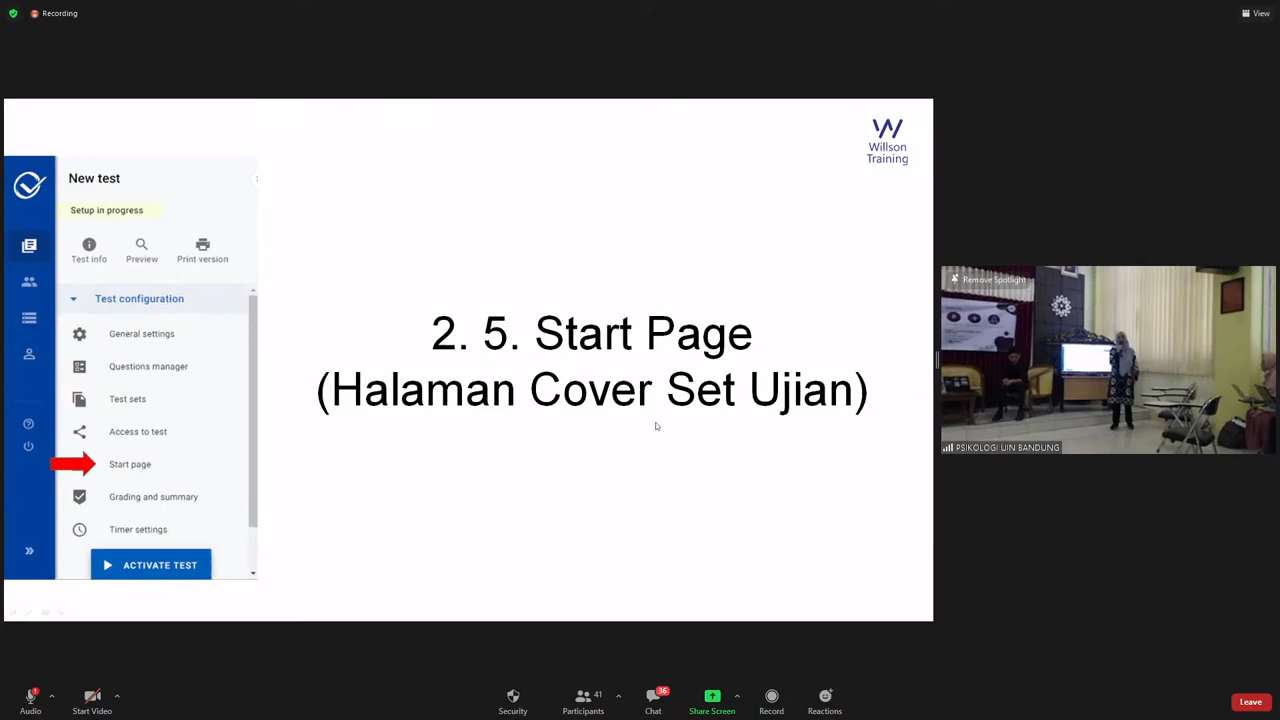 Recording
View
Willson
Training
New test
Setup in progress
Test info
Preview
Print version
Test configuration
General settings
Questions manager
Test sets
Access to test
Start page
Grading and summary
Timer settings
ACTIVATE TEST
2. 5. Start Page
(Halaman Cover Set Ujian)
Remove Spotlight
PSIKOLOGI UIN BANDUNG
Audio
Start Video
Security
Participants
41
Chat
36
Share Screen
Record
Reactions
Leave